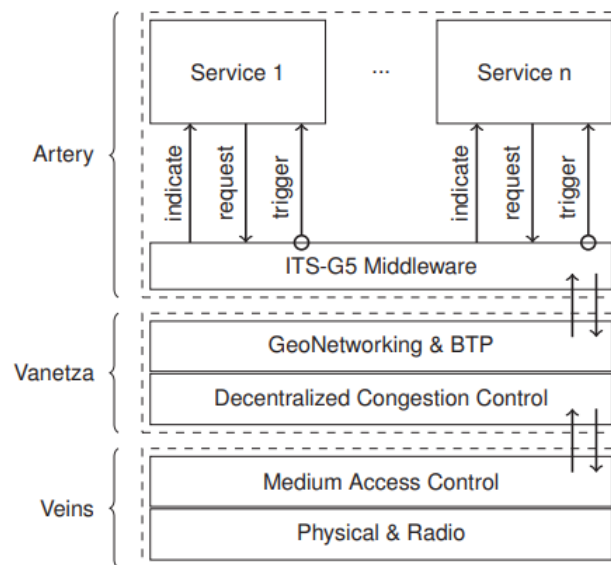 Service 1
...
Service n
Artery
indicate
request
trigger
indicate
request
trigger
ITS-G5 Middleware
Vanetza
GeoNetworking & BTP
Decentralized Congestion Control
Veins
Medium Access Control
Physical & Radio